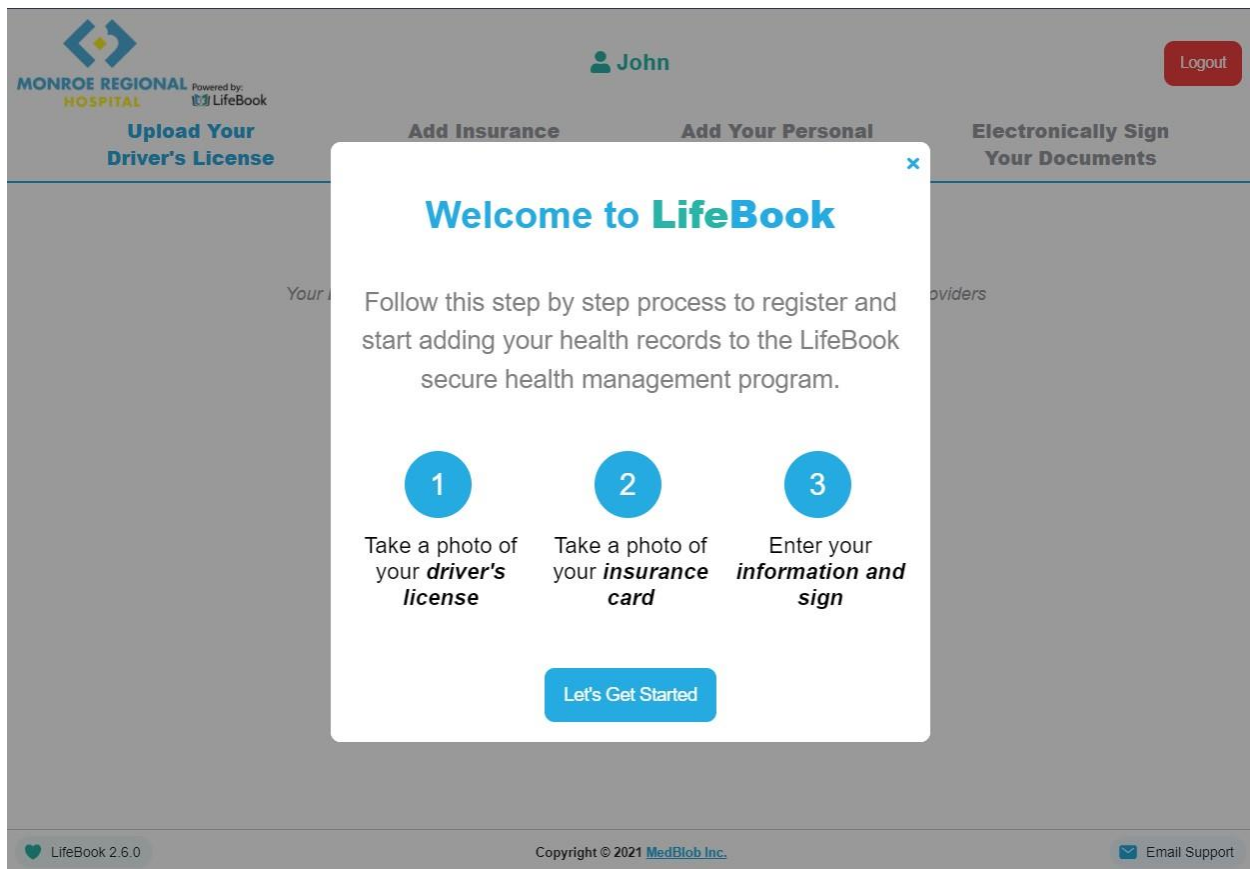 MONROE REGIONAL
HOSPITAL
Powered by:
LifeBook
John
Logout
Upload Your
Driver's License
Add Insurance
Add Your Personal
Electronically Sign
Your Documents
×
Welcome to LifeBook
Your
oviders
Follow this step by step process to register and
start adding your health records to the LifeBook
secure health management program.
1
Take a photo of
your driver's
license
2
Take a photo of
your insurance
card
3
Enter your
information and
sign
Let's Get Started
LifeBook 2.6.0
Copyright © 2021 MedBlob Inc.
Email Support